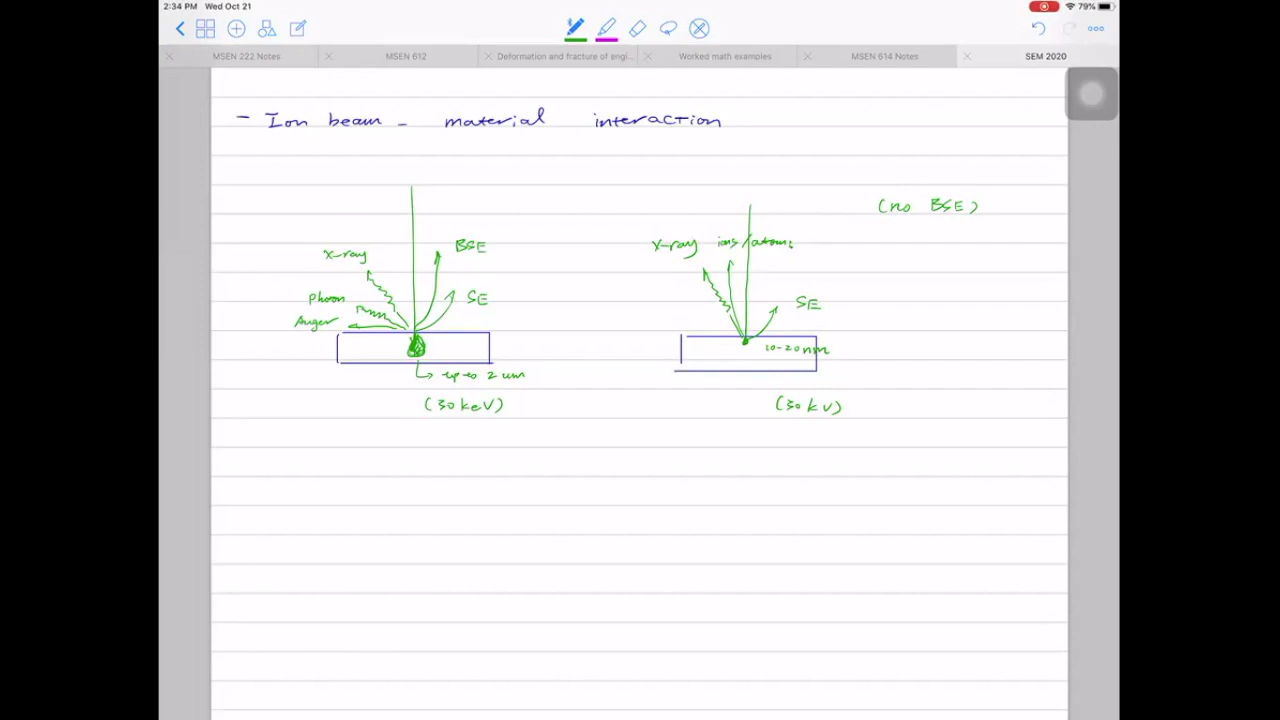 2:34 PM Wed Oct 21
79%
MSEN 222 Notes
MSEN 612
Deformation and fracture of engi...
Worked math examples
MSEN 614 Notes
SEM 2020
- Ion beam - material interaction
(no BSE)
x-ray
BSE
SE
Auger
up to 2 um
(30 keV)
x-ray ions/atoms
SE
10-20 nm
(30 kV)